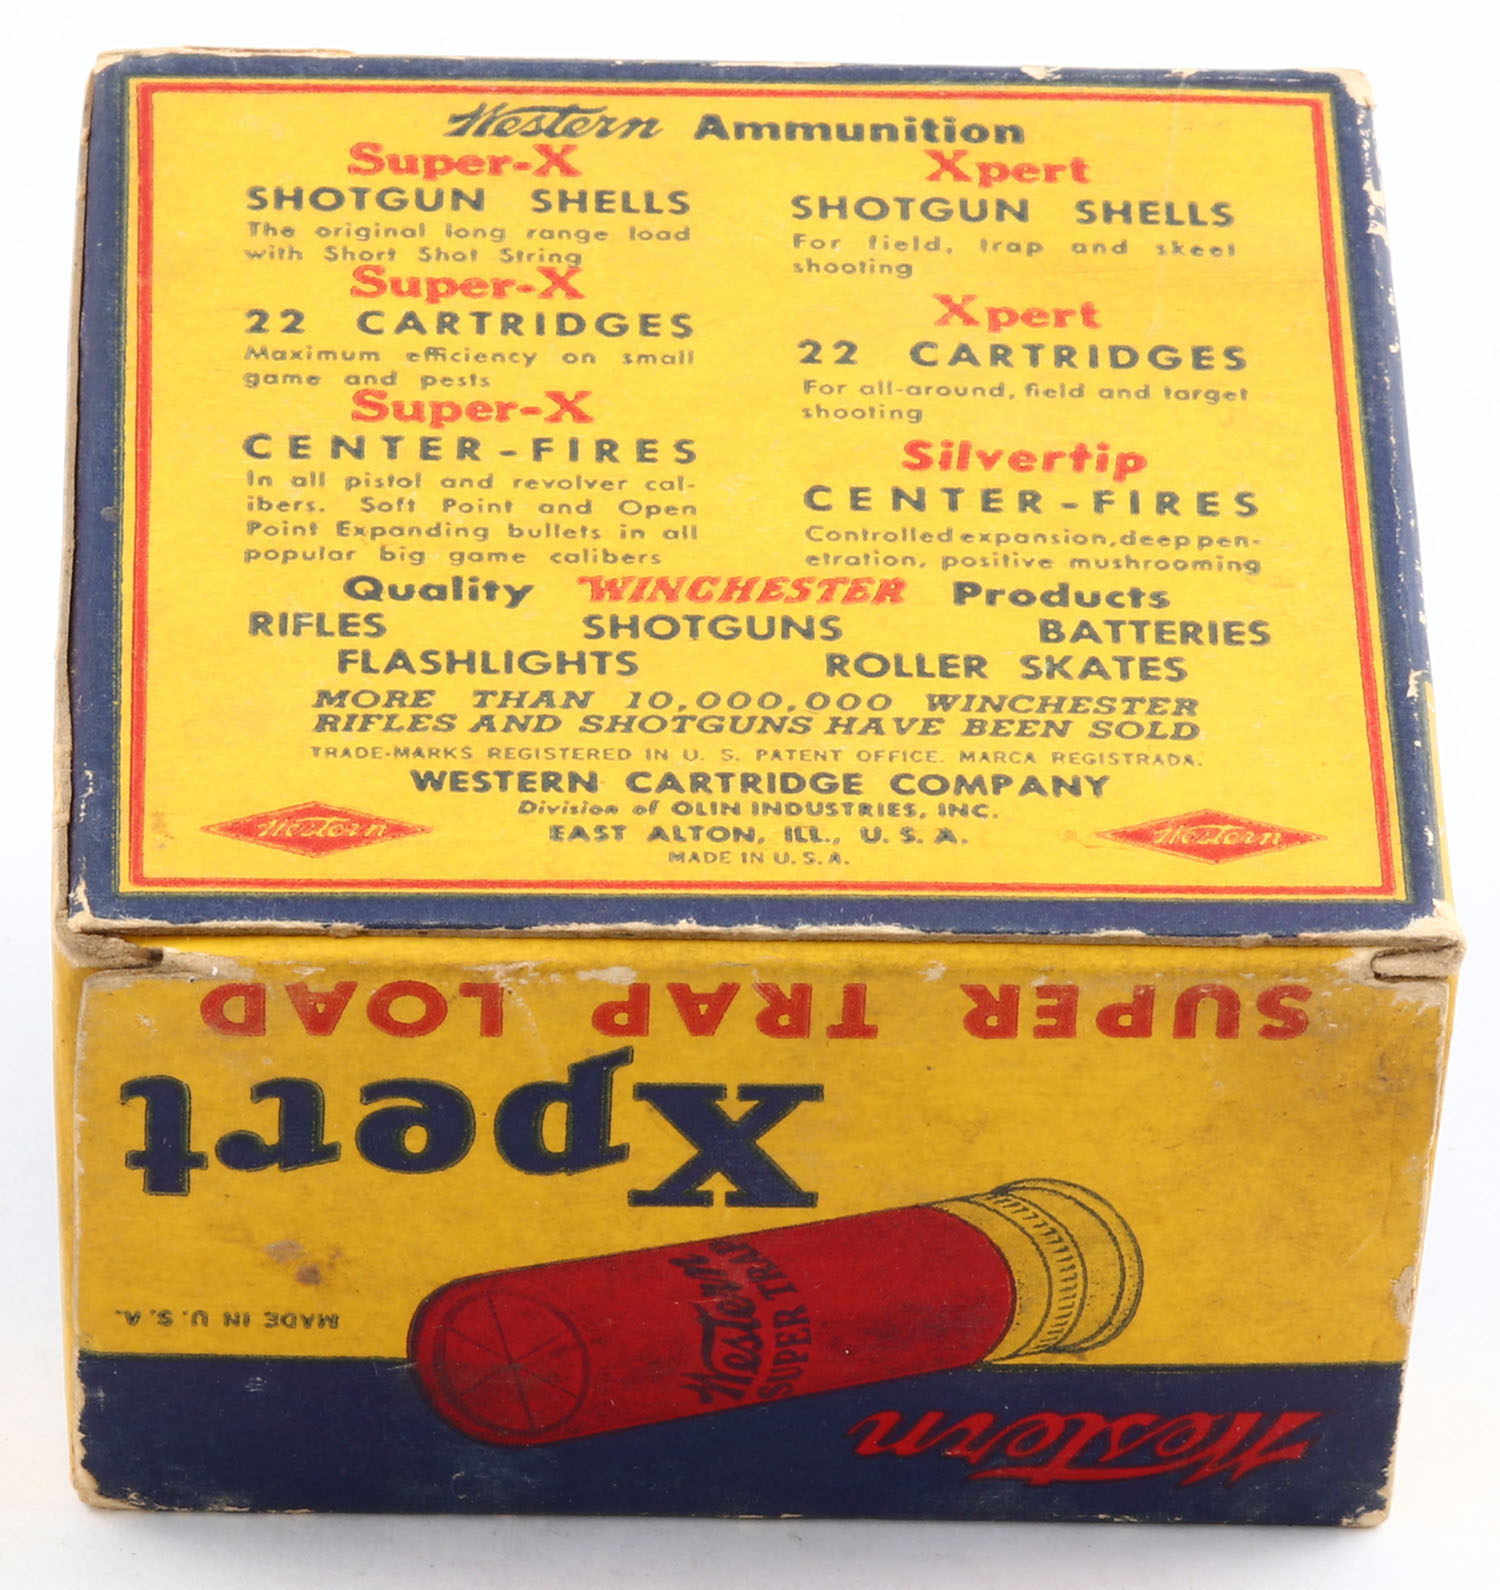 Western Ammunition
Super-X
SHOTGUN SHELLS
The original long range load
with Short Shot String
Super-X
22 CARTRIDGES
Maximum efficiency on small
game and pests
Super-X
CENTER-FIRES
In all pistol and revolver cal-
ibers. Soft Point and Open
Point Expanding bullets in all
popular big game calibers
Xpert
SHOTGUN SHELLS
For field, trap and skeet
shooting
Xpert
22 CARTRIDGES
For all-around, field and target
shooting
Silvertip
CENTER-FIRES
Controlled expansion, deep pen-
etration, positive mushrooming
Quality WINCHESTER Products
RIFLES SHOTGUNS BATTERIES
FLASHLIGHTS ROLLER SKATES
MORE THAN 10,000,000 WINCHESTER
RIFLES AND SHOTGUNS HAVE BEEN SOLD
TRADE-MARKS REGISTERED IN U. S. PATENT OFFICE. MARCA REGISTRADA.
WESTERN CARTRIDGE COMPANY
Division of OLIN INDUSTRIES, INC.
EAST ALTON, ILL., U. S. A.
MADE IN U. S. A.
Western
Western
SUPER TRAP LOAD
Xpert
MADE IN U. S. A.
Western
SUPER TRAP
Western